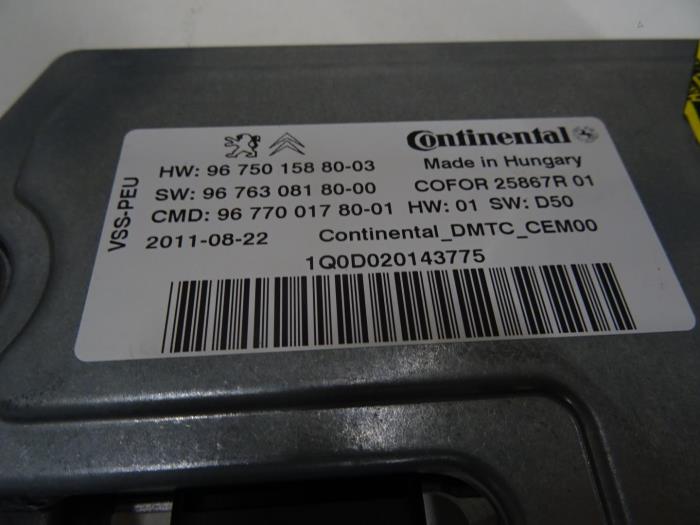 Continental
HW: 96 750 158 80-03
Made in Hungary
SW: 96 763 081 80-00
COFOR 25867R 01
CMD: 96 770 017 80-01 HW: 01 SW: D50
2011-08-22 Continental_DMTC_CEM00
1Q0D020143775
VSS-PEU